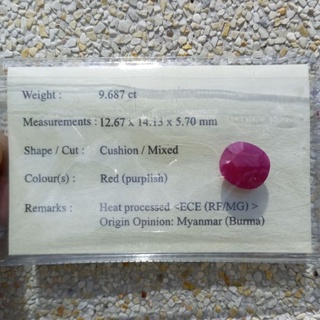 Weight : 9.687 ct
Measurements : 12.67 x 14.13 x 5.70 mm
Shape / Cut : Cushion / Mixed
Colour(s) : Red (purplish)
Remarks : Heat processed <ECE (RF/MG) >
Origin Opinion: Myanmar (Burma)